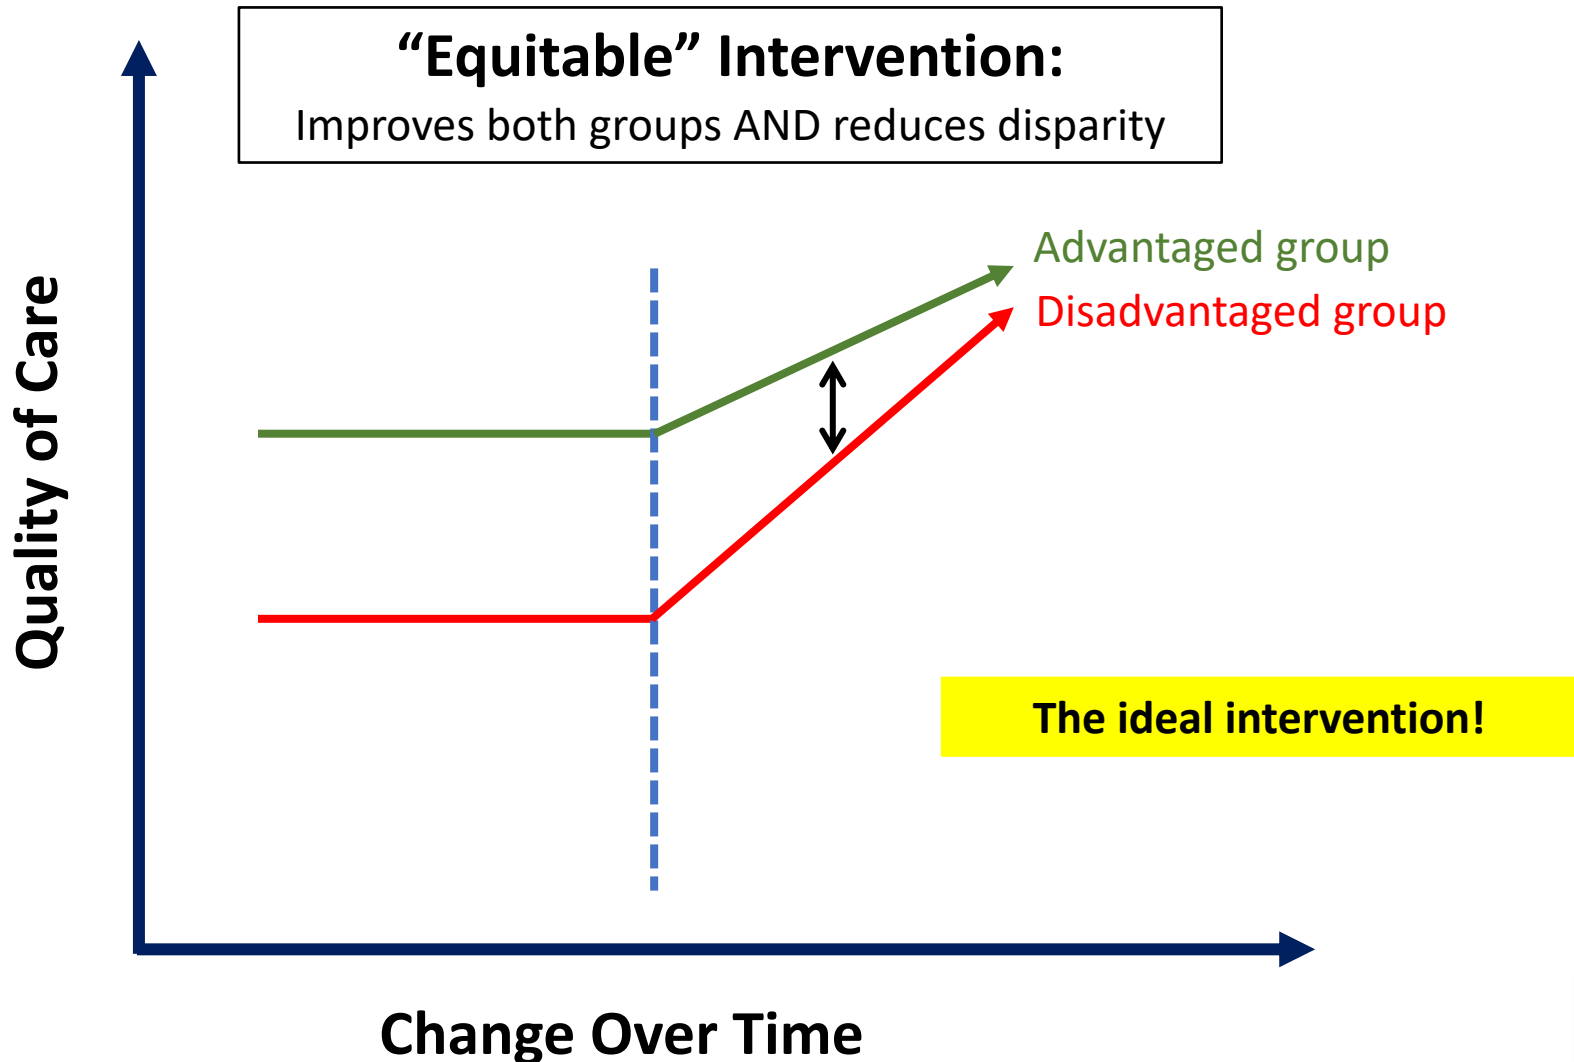 “Equitable” Intervention:
Improves both groups AND reduces disparity
Advantaged group
Disadvantaged group
Quality of Care
The ideal intervention!
Change Over Time